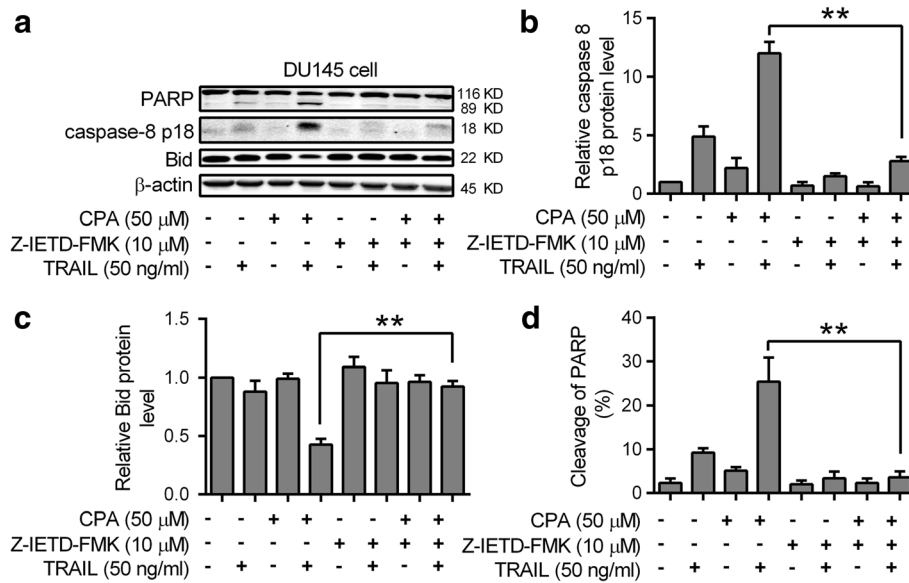 a
DU145 cell
PARP
116 KD
89 KD
caspase-8 p18
18 KD
Bid
22 KD
β-actin
45 KD
CPA (50 μM) - - + + - - + +
Z-IETD-FMK (10 μM) - - - - + + + +
TRAIL (50 ng/ml) - + - + - + - +
b
Relative caspase 8
p18 protein level
15
10
5
0
**
CPA (50 μM) - - + + - - + +
Z-IETD-FMK (10 μM) - - - - + + + +
TRAIL (50 ng/ml) - + - + - + - +
c
Relative Bid protein
level
1.5
1.0
0.5
0.0
**
CPA (50 μM) - - + + - - + +
Z-IETD-FMK (10 μM) - - - - + + + +
TRAIL (50 ng/ml) - + - + - + - +
d
Cleavage of PARP
(%)
40
30
20
10
0
**
CPA (50 μM) - - + + - - + +
Z-IETD-FMK (10 μM) - - - - + + + +
TRAIL (50 ng/ml) - + - + - + - +